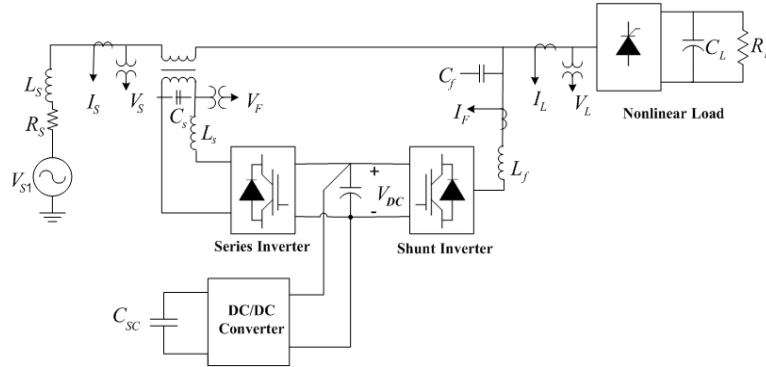 L_S
R_S
V_S1
I_S
V_S
C_s
V_F
L_s
C_f
I_F
L_f
I_L
V_L
C_L
R
Nonlinear Load
+
V_DC
-
Series Inverter
Shunt Inverter
C_SC
DC/DC
Converter